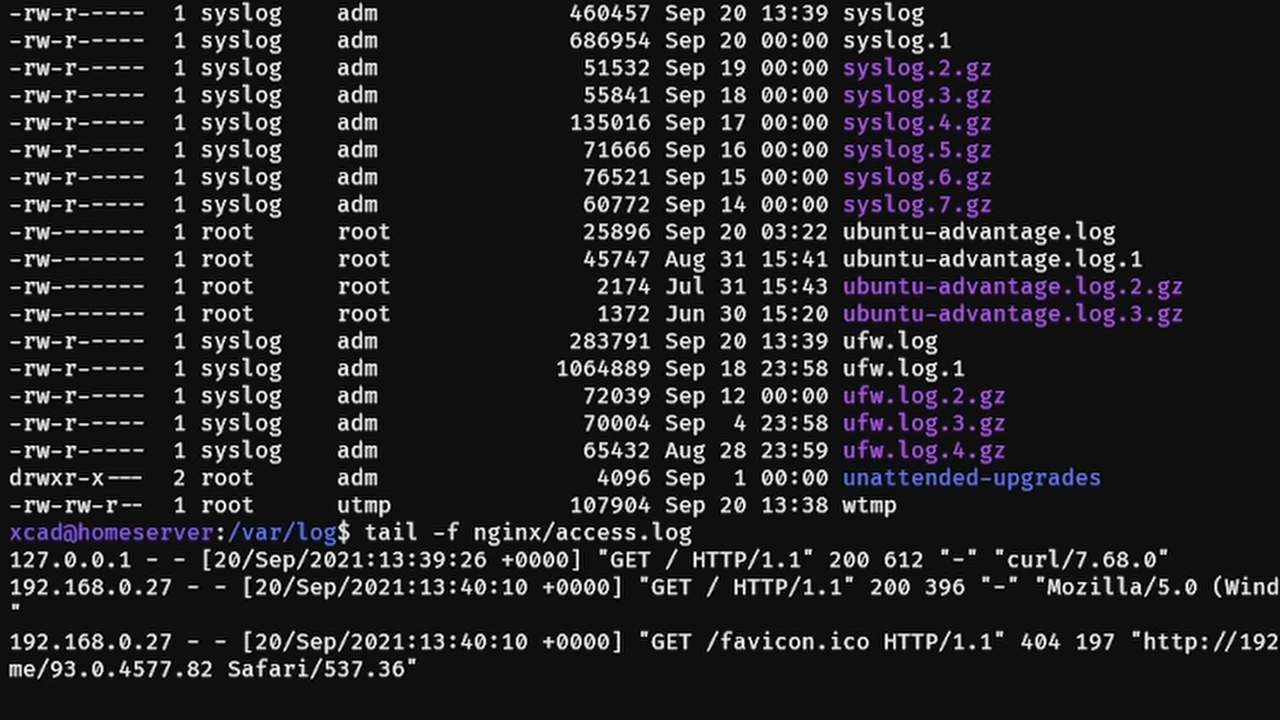 -rw-r----- 1 syslog adm 460457 Sep 20 13:39 syslog
-rw-r----- 1 syslog adm 686954 Sep 20 00:00 syslog.1
-rw-r----- 1 syslog adm 51532 Sep 19 00:00 syslog.2.gz
-rw-r----- 1 syslog adm 55841 Sep 18 00:00 syslog.3.gz
-rw-r----- 1 syslog adm 135016 Sep 17 00:00 syslog.4.gz
-rw-r----- 1 syslog adm 71666 Sep 16 00:00 syslog.5.gz
-rw-r----- 1 syslog adm 76521 Sep 15 00:00 syslog.6.gz
-rw-r----- 1 syslog adm 60772 Sep 14 00:00 syslog.7.gz
-rw------- 1 root root 25896 Sep 20 03:22 ubuntu-advantage.log
-rw------- 1 root root 45747 Aug 31 15:41 ubuntu-advantage.log.1
-rw------- 1 root root 2174 Jul 31 15:43 ubuntu-advantage.log.2.gz
-rw------- 1 root root 1372 Jun 30 15:20 ubuntu-advantage.log.3.gz
-rw-r----- 1 syslog adm 283791 Sep 20 13:39 ufw.log
-rw-r----- 1 syslog adm 1064889 Sep 18 23:58 ufw.log.1
-rw-r----- 1 syslog adm 72039 Sep 12 00:00 ufw.log.2.gz
-rw-r----- 1 syslog adm 70004 Sep 4 23:58 ufw.log.3.gz
-rw-r----- 1 syslog adm 65432 Aug 28 23:59 ufw.log.4.gz
drwxr-x--- 2 root adm 4096 Sep 1 00:00 unattended-upgrades
-rw-rw-r-- 1 root utmp 107904 Sep 20 13:38 wtmp
xcad@homeserver:/var/log$ tail -f nginx/access.log
127.0.0.1 - - [20/Sep/2021:13:39:26 +0000] "GET / HTTP/1.1" 200 612 "-" "curl/7.68.0"
192.168.0.27 - - [20/Sep/2021:13:40:10 +0000] "GET / HTTP/1.1" 200 396 "-" "Mozilla/5.0 (Wind
"
192.168.0.27 - - [20/Sep/2021:13:40:10 +0000] "GET /favicon.ico HTTP/1.1" 404 197 "http://192
me/93.0.4577.82 Safari/537.36"